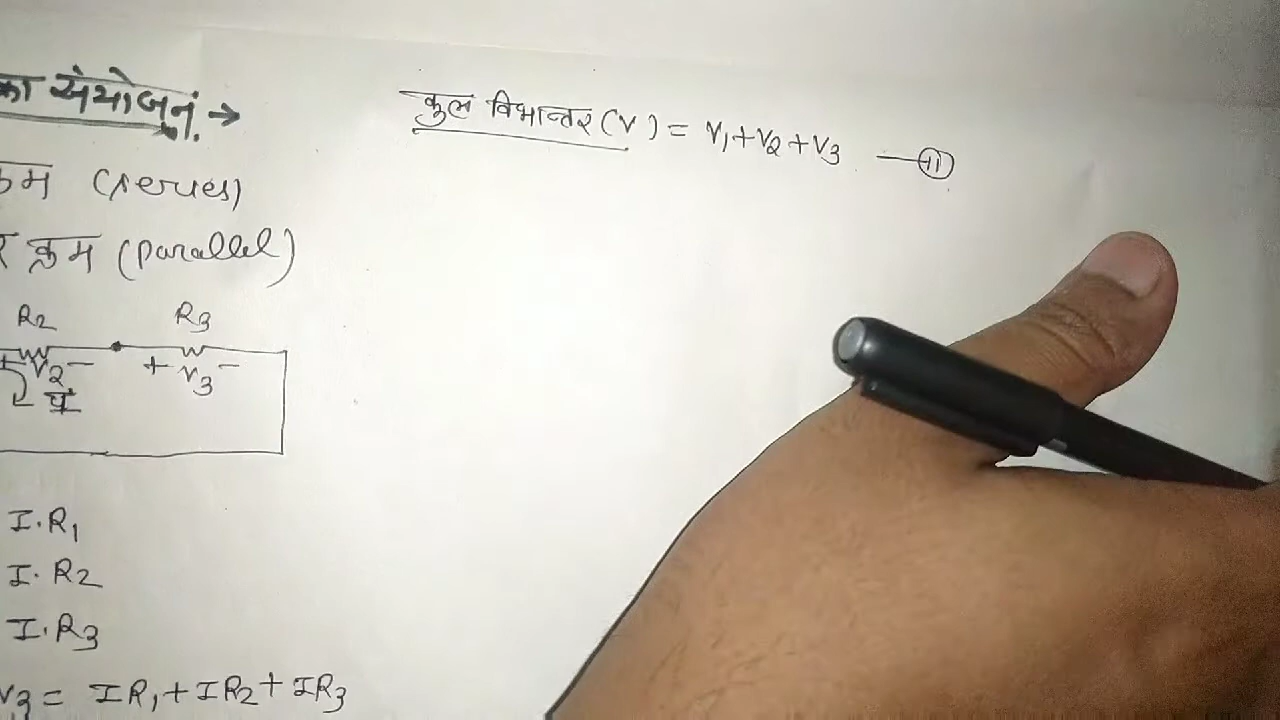 का संयोजन. →
क्रम (series)
क्रम (parallel)
R2 R3
+ V2 - + V3 -
I.R1
I.R2
I.R3
V3 = IR1 + IR2 + IR3
कुल विभान्तर (V) = V1 + V2 + V3 — (11)